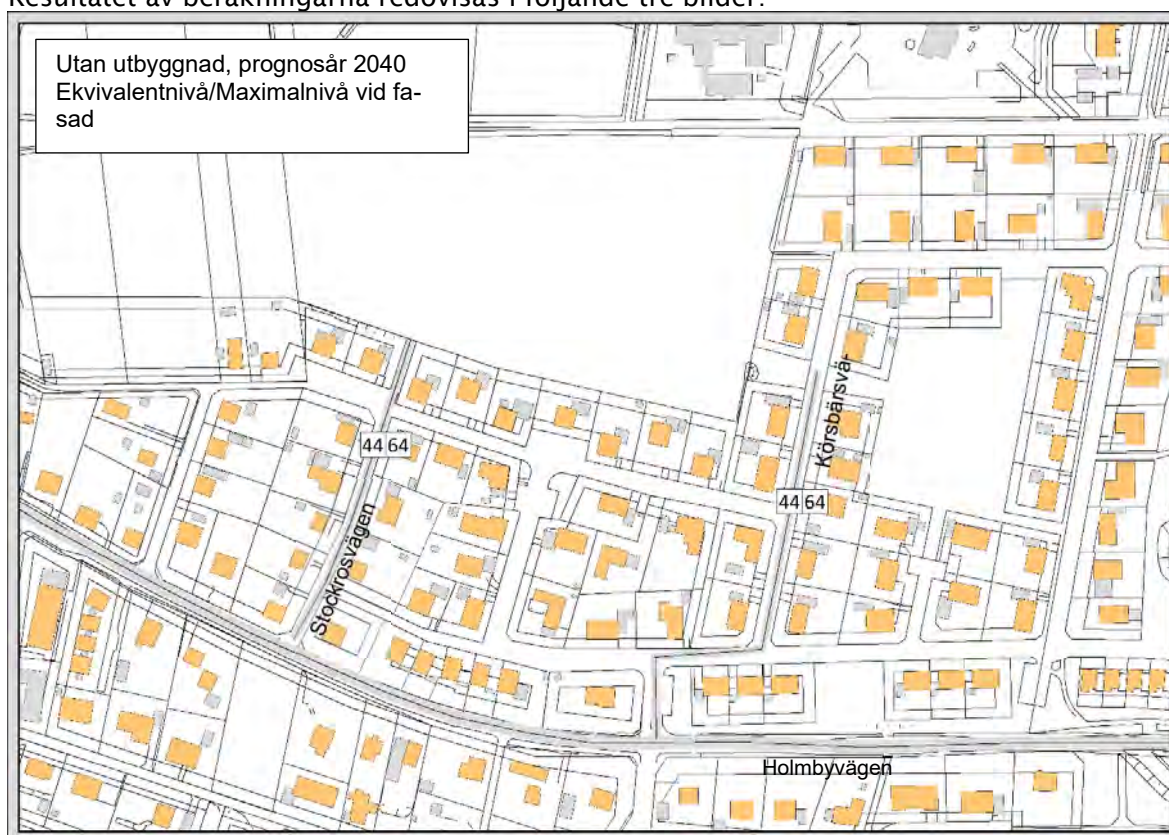 Resultatet av beräkningarna redovisas i följande tre bilder:
Utan utbyggnad, prognosår 2040
Ekvivalentnivå/Maximalnivå vid fa-
sad
Körsbärsvä-
44 64
44 64
Stockrosvägen
Holmbyvägen